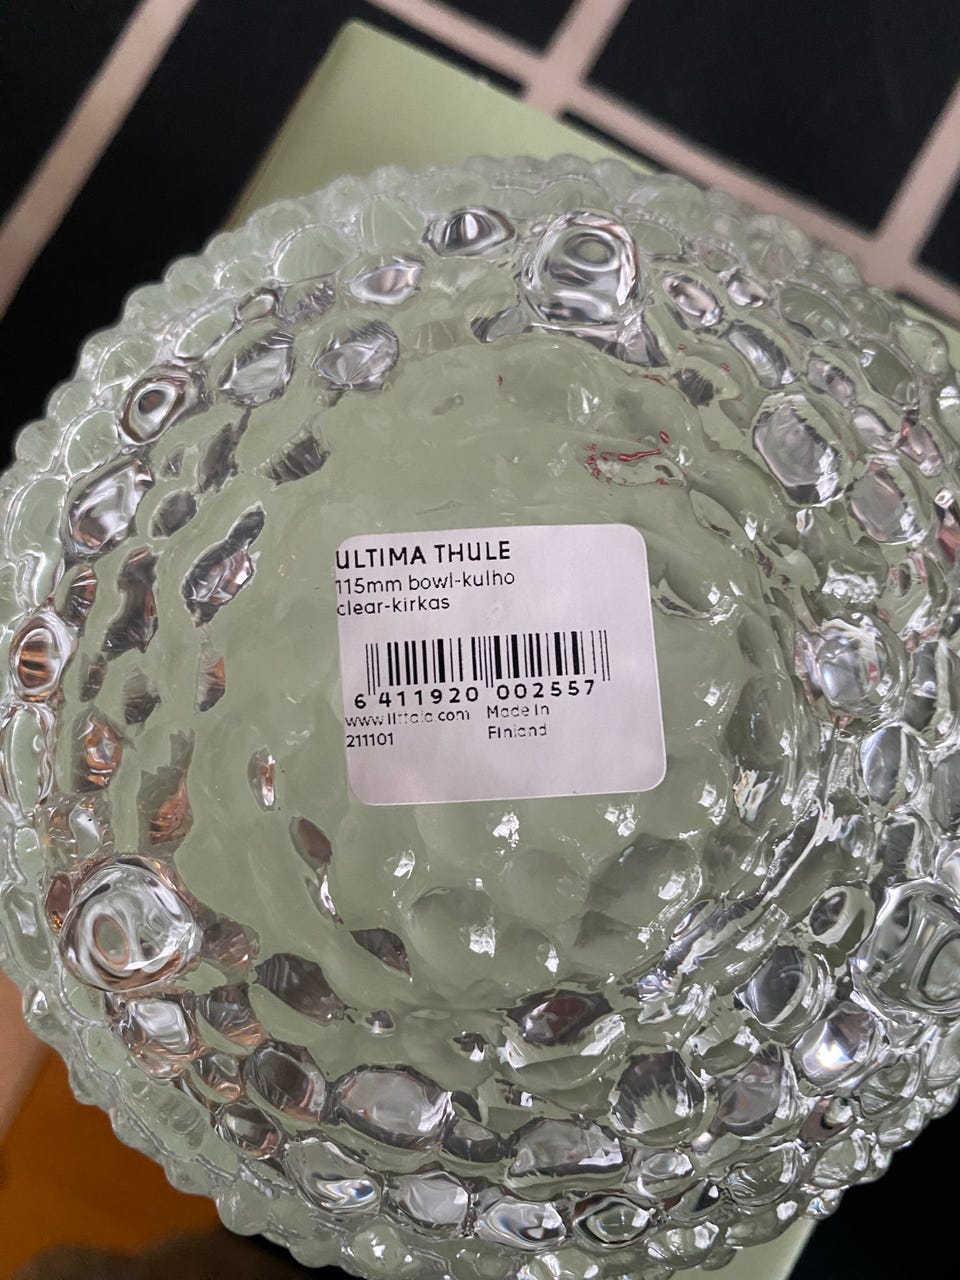 ULTIMA THULE
115mm bowl-kulho
clear-kirkas
6 411920 002557
www.iittala.com Made in
211101 Finland